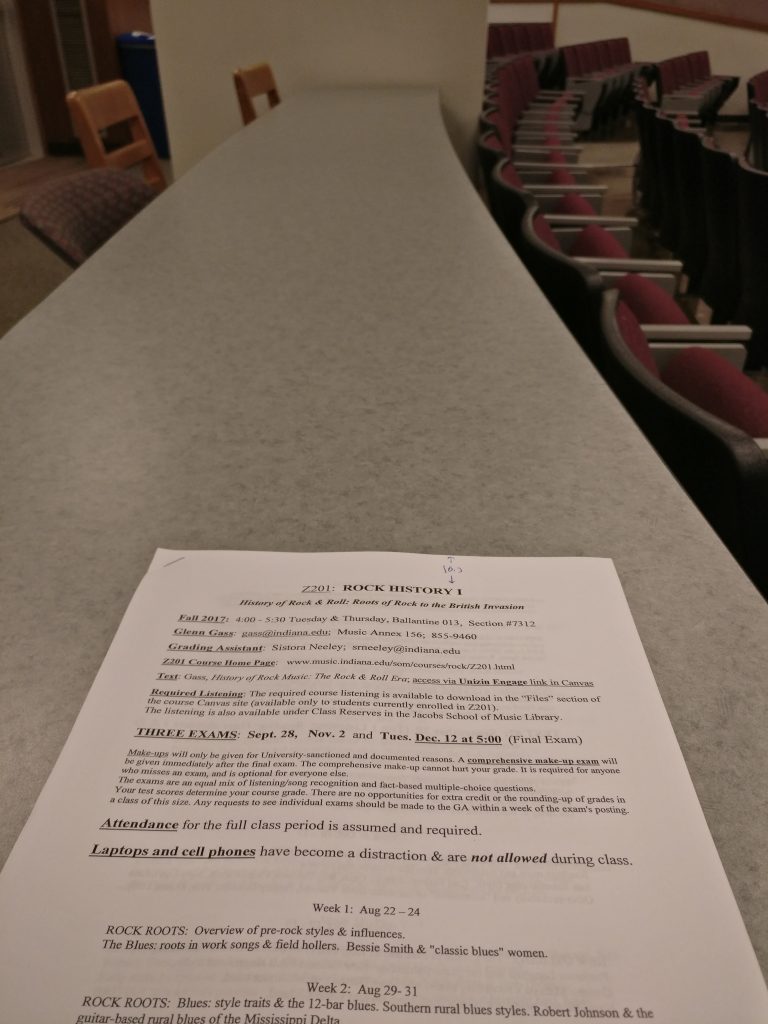 Z201: ROCK HISTORY I
History of Rock & Roll: Roots of Rock to the British Invasion
Fall 2017: 4:00 - 5:30 Tuesday & Thursday, Ballantine 013, Section #7312
Glenn Gass: gass@indiana.edu; Music Annex 156; 855-9460
Grading Assistant: Sistora Neeley; srneeley@indiana.edu
Z201 Course Home Page: www.music.indiana.edu/som/courses/rock/Z201.html
Text: Gass, History of Rock Music: The Rock & Roll Era; access via Unizin Engage link in Canvas
Required Listening: The required course listening is available to download in the "Files" section of
the course Canvas site (available only to students currently enrolled in Z201).
The listening is also available under Class Reserves in the Jacobs School of Music Library.
THREE EXAMS: Sept. 28, Nov. 2 and Tues. Dec. 12 at 5:00 (Final Exam)
Make-ups will only be given for University-sanctioned and documented reasons. A comprehensive make-up exam will
be given immediately after the final exam. The comprehensive make-up cannot hurt your grade. It is required for anyone
who misses an exam, and is optional for everyone else.
The exams are an equal mix of listening/song recognition and fact-based multiple-choice questions.
Your test scores determine your course grade. There are no opportunities for extra credit or the rounding-up of grades in
a class of this size. Any requests to see individual exams should be made to the GA within a week of the exam's posting.
Attendance for the full class period is assumed and required.
Laptops and cell phones have become a distraction & are not allowed during class.
Week 1: Aug 22 – 24
ROCK ROOTS: Overview of pre-rock styles & influences.
The Blues: roots in work songs & field hollers. Bessie Smith & "classic blues" women.
Week 2: Aug 29- 31
ROCK ROOTS: Blues: style traits & the 12-bar blues. Southern rural blues styles. Robert Johnson & the
guitar-based rural blues of the Mississippi Delta